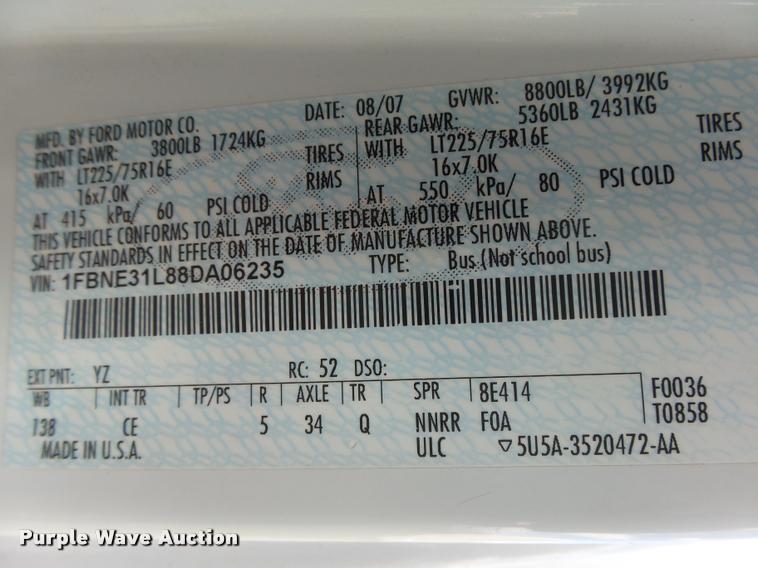 MFD. BY FORD MOTOR CO. DATE: 08/07 GVWR: 8800LB/ 3992KG
FRONT GAWR: 3800LB 1724KG REAR GAWR: 5360LB 2431KG
WITH LT225/75R16E TIRES WITH LT225/75R16E TIRES
16x7.0K RIMS 16x7.0K RIMS
AT 415 kPa/ 60 PSI COLD AT 550 kPa/ 80 PSI COLD
THIS VEHICLE CONFORMS TO ALL APPLICABLE FEDERAL MOTOR VEHICLE
SAFETY STANDARDS IN EFFECT ON THE DATE OF MANUFACTURE SHOWN ABOVE.
VIN: 1FBNE31L88DA06235 TYPE: Bus (Not school bus)
EXT PNT: YZ RC: 52 DSO:
WB INT TR TP/PS R AXLE TR SPR 8E414 F0036
138 CE 5 34 Q NNRR FOA T0858
MADE IN U.S.A. ULC ▽5U5A-3520472-AA
Purple Wave Auction